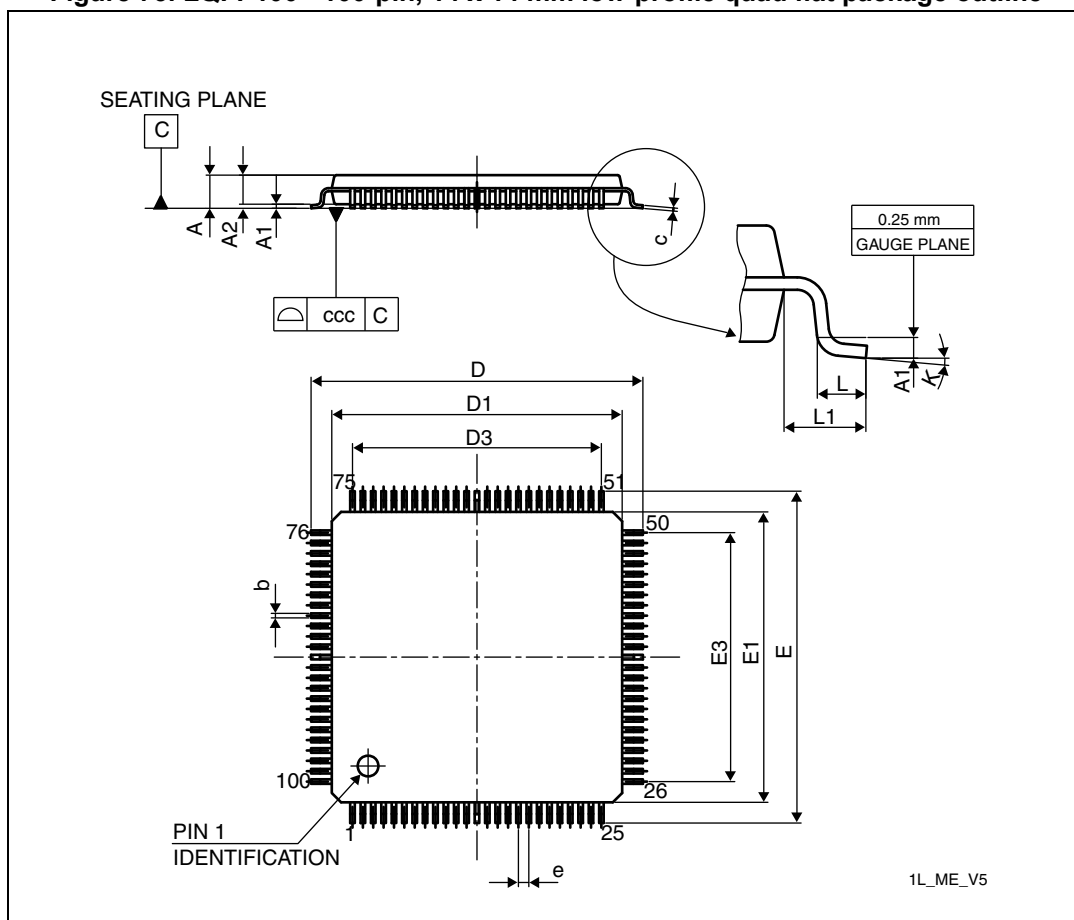 SEATING PLANE
C
A
A2
A1
c
ccc C
0.25 mm
GAUGE PLANE
A1
K
L
L1
D
D1
D3
75
51
76
50
b
E3
E1
E
100
26
PIN 1
IDENTIFICATION
1
25
e
1L_ME_V5